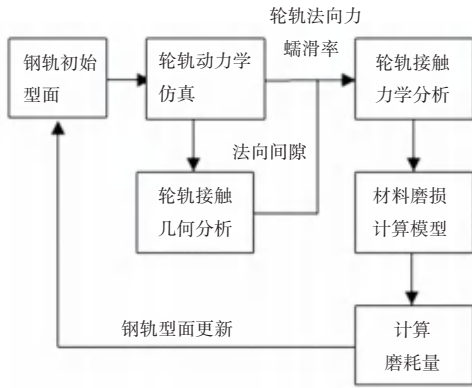 轮轨法向力
蠕滑率
钢轨初始
型面
轮轨动力学
仿真
轮轨接触
力学分析
法向间隙
轮轨接触
几何分析
材料磨损
计算模型
钢轨型面更新
计算
磨耗量